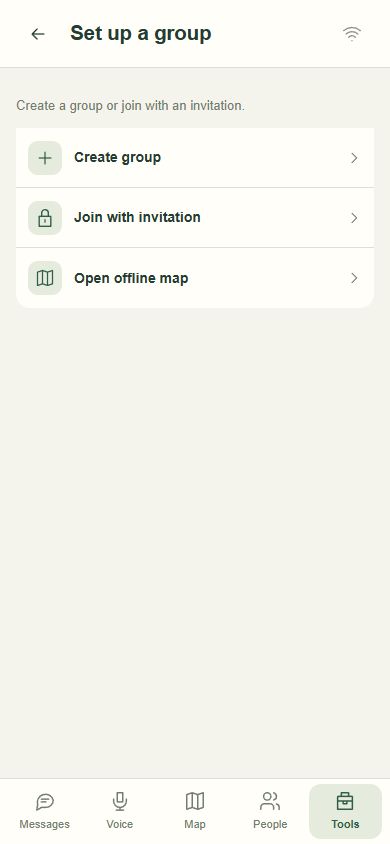 Set up a group
Create a group or join with an invitation.
Create group
Join with invitation
Open offline map
Messages
Voice
Map
People
Tools